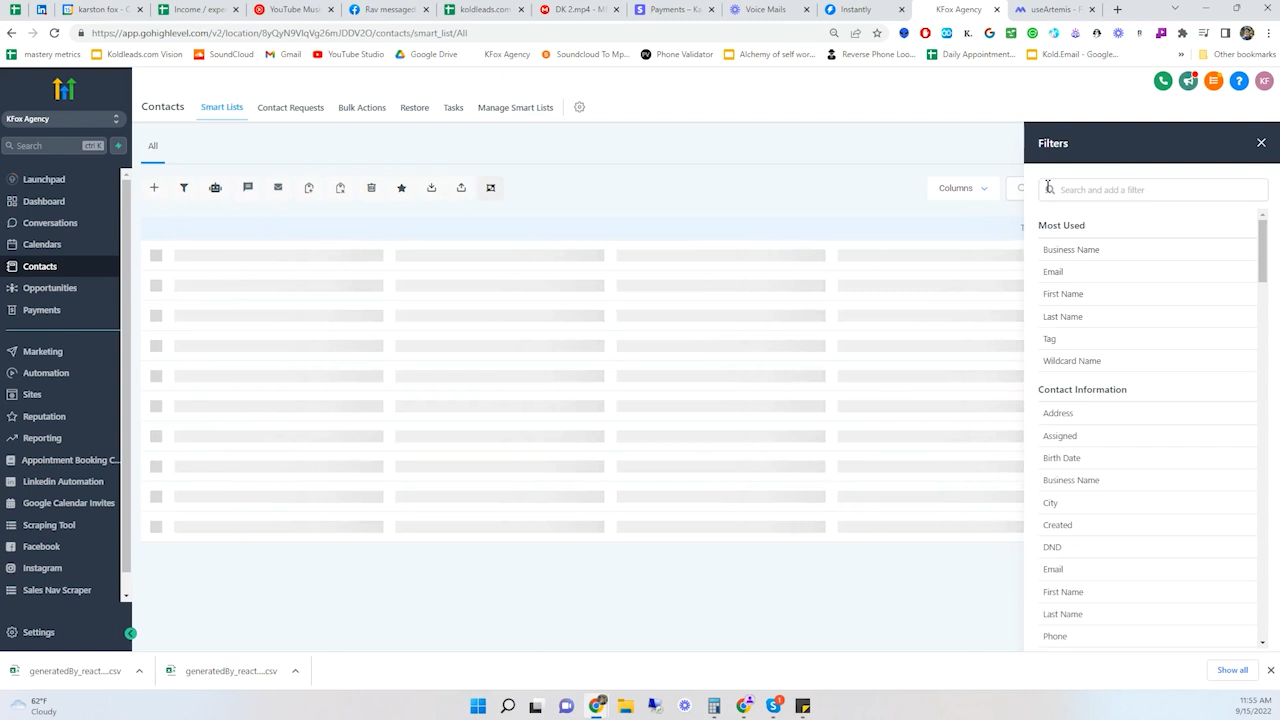 karston fox - C
Income / expen
YouTube Music
Rav messaged
koldleads.com
DK 2.mp4 - M
Payments - Ka
Voice Mails
Instantly
KFox Agency
useArtemis - F
https://app.gohighlevel.com/v2/location/8yQyN9VlqQg26mJDDV2O/contacts/smart_list/All
mastery metrics
Koldleads.com Vision
SoundCloud
Gmail
YouTube Studio
Google Drive
KFox Agency
Soundcloud To Mp...
Phone Validator
Alchemy of self wo...
Reverse Phone Loo...
Daily Appointment...
Kold.Email - Google...
Other bookmarks
KFox Agency
Search
ctrl K
Launchpad
Dashboard
Conversations
Calendars
Contacts
Opportunities
Payments
Marketing
Automation
Sites
Reputation
Reporting
Appointment Booking C...
Linkedin Automation
Google Calendar Invites
Scraping Tool
Facebook
Instagram
Sales Nav Scraper
Settings
Contacts
Smart Lists
Contact Requests
Bulk Actions
Restore
Tasks
Manage Smart Lists
KF
All
Columns
Filters
Search and add a filter
Most Used
Business Name
Email
First Name
Last Name
Tag
Wildcard Name
Contact Information
Address
Assigned
Birth Date
Business Name
City
Created
DND
Email
First Name
Last Name
Phone
generatedBy_react....csv
generatedBy_react....csv
Show all
62°F
Cloudy
11:55 AM
9/15/2022